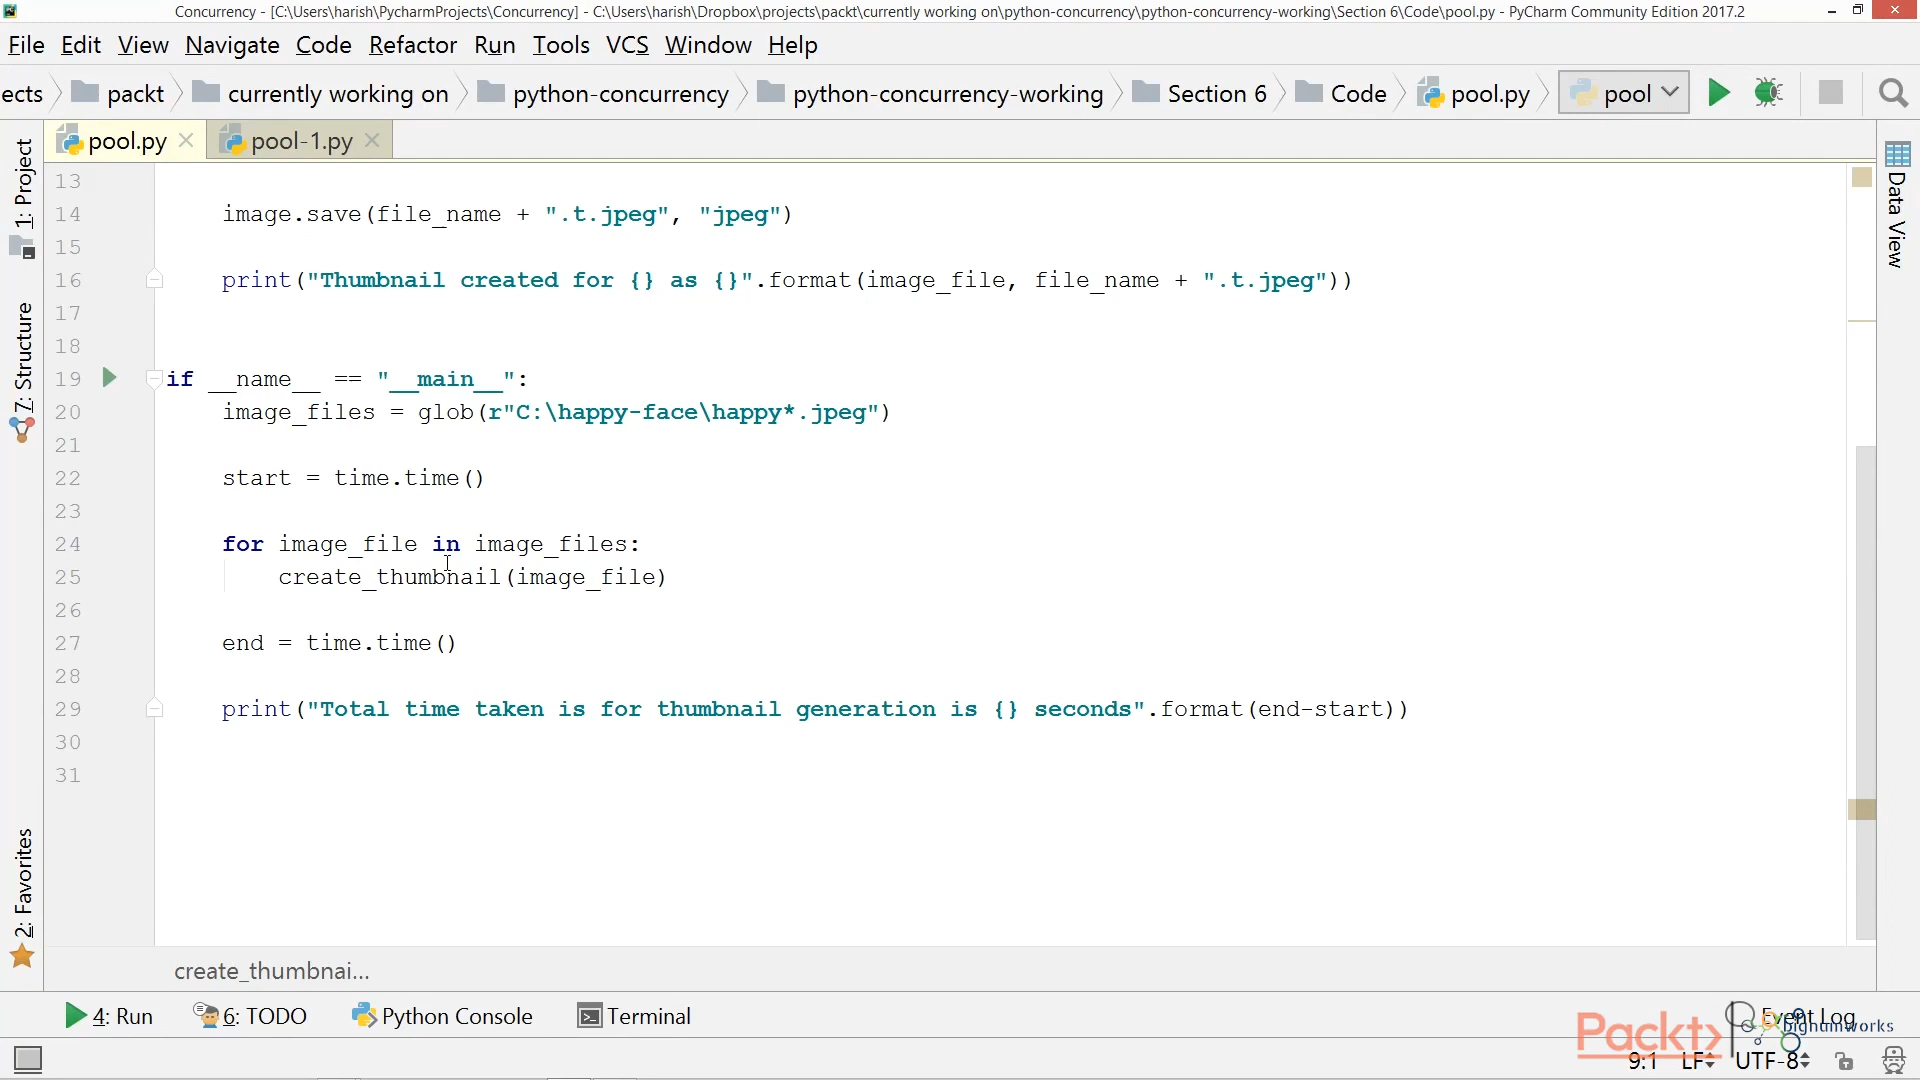 Concurrency - [C:\Users\harish\PycharmProjects\Concurrency] - C:\Users\harish\Dropbox\projects\packt\currently working on\python-concurrency\python-concurrency-working\Section 6\Code\pool.py - PyCharm Community Edition 2017.2
File Edit View Navigate Code Refactor Run Tools VCS Window Help
ects packt currently working on python-concurrency python-concurrency-working Section 6 Code pool.py pool
pool.py pool-1.py
1: Project
7: Structure
2: Favorites
Data View
13
14 image.save(file_name + ".t.jpeg", "jpeg")
15
16 print("Thumbnail created for {} as {}".format(image_file, file_name + ".t.jpeg"))
17
18
19 if __name__ == "__main__":
20 image_files = glob(r"C:\happy-face\happy*.jpeg")
21
22 start = time.time()
23
24 for image_file in image_files:
25 create_thumbnail(image_file)
26
27 end = time.time()
28
29 print("Total time taken is for thumbnail generation is {} seconds".format(end-start))
30
31
create_thumbnai...
4: Run 6: TODO Python Console Terminal Event Log
Packt bignumworks
9:1 LF UTF-8